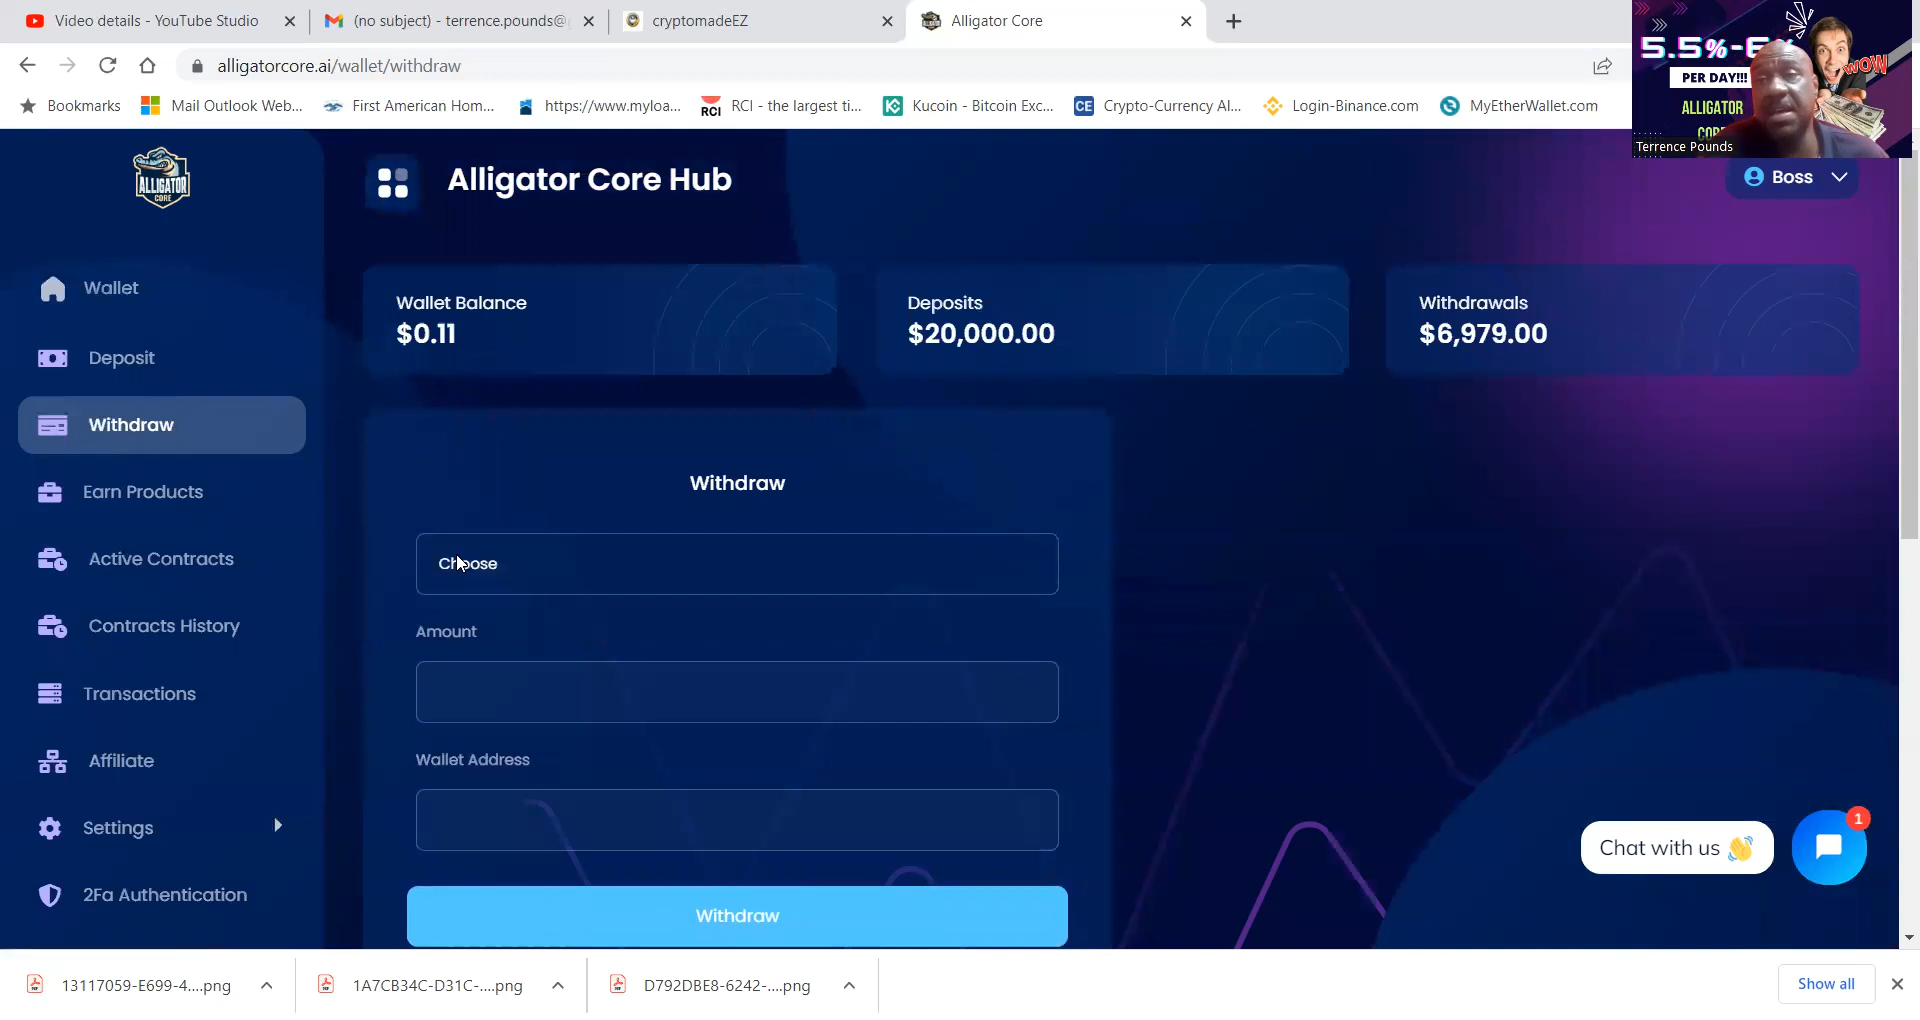 Video details - YouTube Studio
(no subject) - terrence.pounds@
cryptomadeEZ
Alligator Core
alligatorcore.ai/wallet/withdraw
Bookmarks
Mail Outlook Web...
First American Hom...
https://www.myloa...
RCI
RCI - the largest ti...
Kucoin - Bitcoin Exc...
CE
Crypto-Currency Al...
Login-Binance.com
MyEtherWallet.com
5.5%-6%
PER DAY!!!
WOW
ALLIGATOR
CORE
Terrence Pounds
ALLIGATOR
CORE
Alligator Core Hub
Boss
Wallet
Deposit
Withdraw
Earn Products
Active Contracts
Contracts History
Transactions
Affiliate
Settings
2Fa Authentication
Wallet Balance
$0.11
Deposits
$20,000.00
Withdrawals
$6,979.00
Withdraw
Choose
Amount
Wallet Address
Withdraw
Chat with us 👋
1
13117059-E699-4....png
1A7CB34C-D31C-....png
D792DBE8-6242-....png
Show all